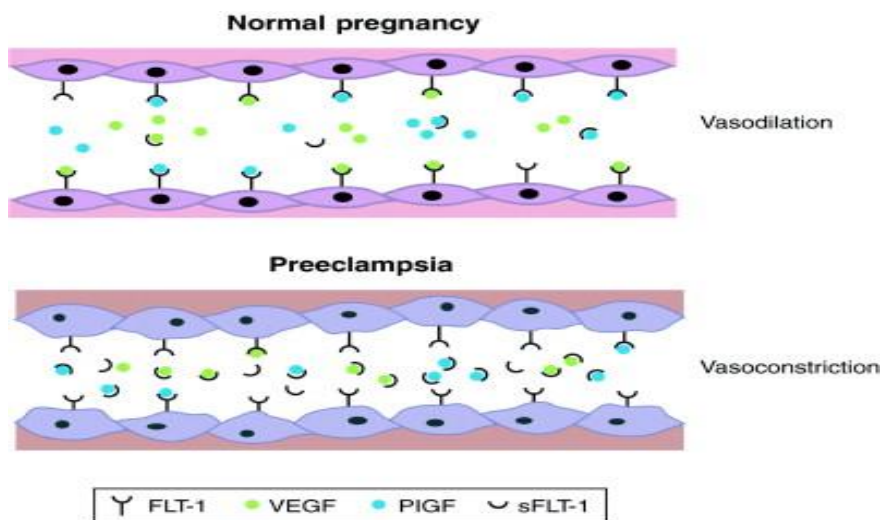 Normal pregnancy
Vasodilation
Preeclampsia
Vasoconstriction
FLT-1 VEGF PIGF sFLT-1